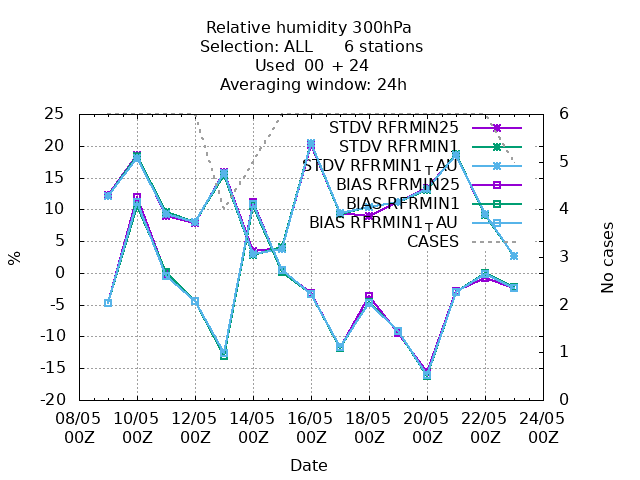 Relative humidity 300hPa
Selection: ALL 6 stations
Used 00 + 24
Averaging window: 24h
25
20
15
10
5
0
-5
-10
-15
-20
%
6
5
4
3
2
1
0
No cases
STDV RFRMIN25
STDV RFRMIN1
STDV RFRMIN1TAU
BIAS RFRMIN25
BIAS RFRMIN1
BIAS RFRMIN1TAU
CASES
08/05 10/05 12/05 14/05 16/05 18/05 20/05 22/05 24/05
00Z 00Z 00Z 00Z 00Z 00Z 00Z 00Z 00Z
Date